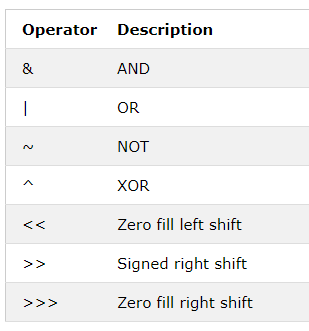 Operator Description
& AND
| OR
~ NOT
^ XOR
<< Zero fill left shift
>> Signed right shift
>>> Zero fill right shift